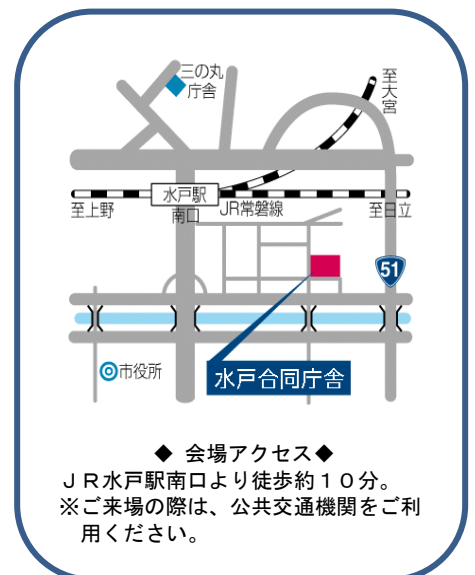 三の丸
庁舎
至大宮
水戸駅
南口
JR常磐線
至上野
至日立
51
市役所
水戸合同庁舎
◆ 会場アクセス◆
ＪＲ水戸駅南口より徒歩約１０分。
※ご来場の際は、公共交通機関をご利
用ください。